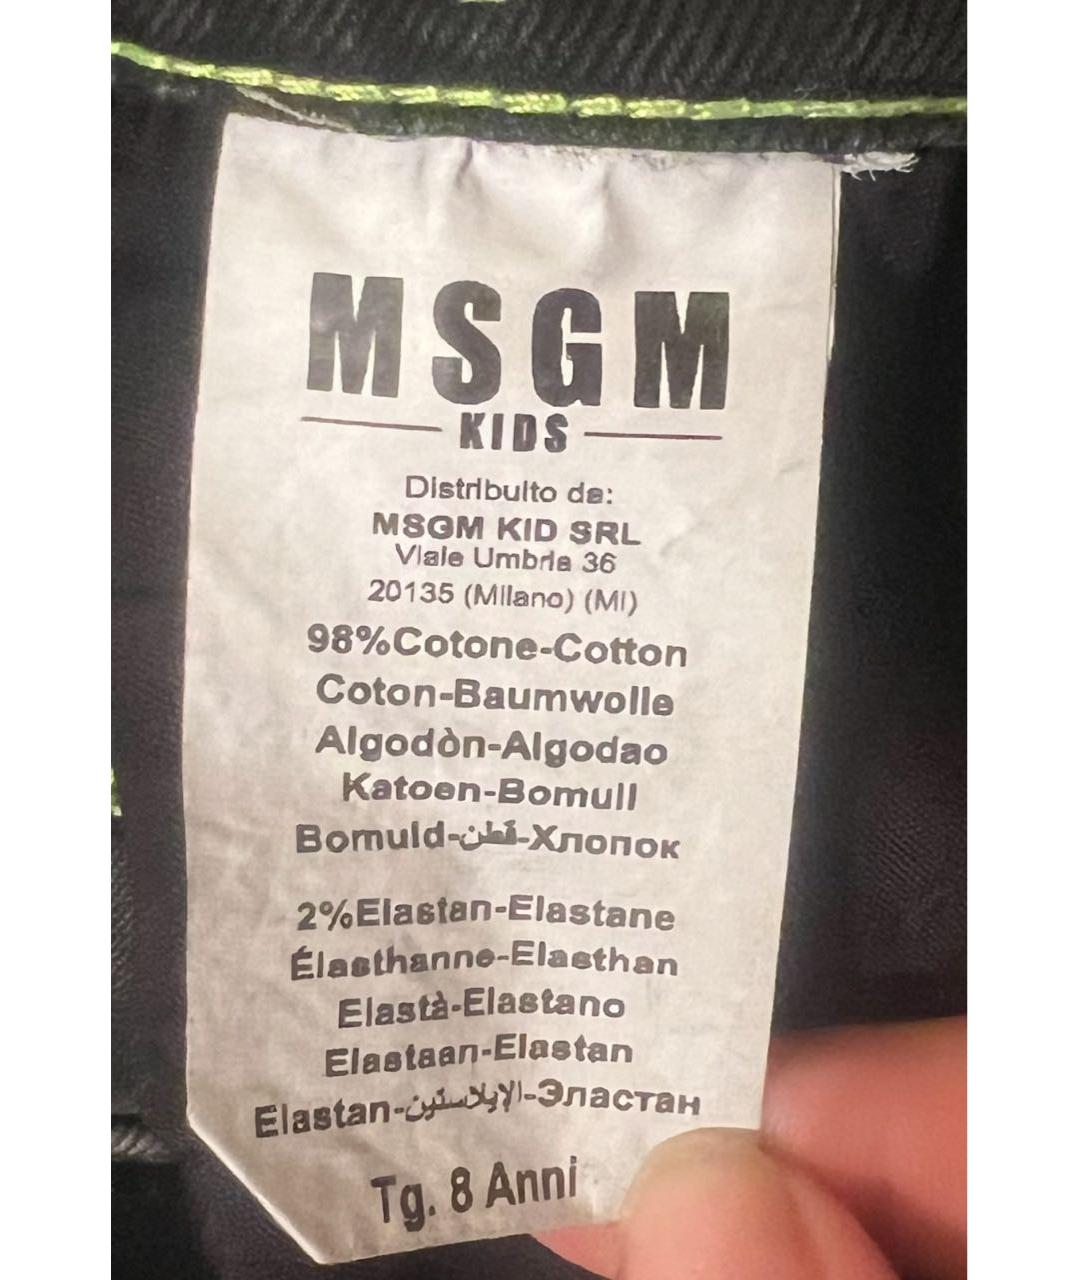 MSGM
KIDS
Distribuito da:
MSGM KID SRL
Viale Umbria 36
20135 (Milano) (MI)
98%Cotone-Cotton
Coton-Baumwolle
Algodòn-Algodao
Katoen-Bomull
Bomuld-قطن-Хлопок
2%Elastan-Elastane
Élasthanne-Elasthan
Elastà-Elastano
Elastaan-Elastan
Elastan-الإيلاستين-Эластан
Tg. 8 Anni